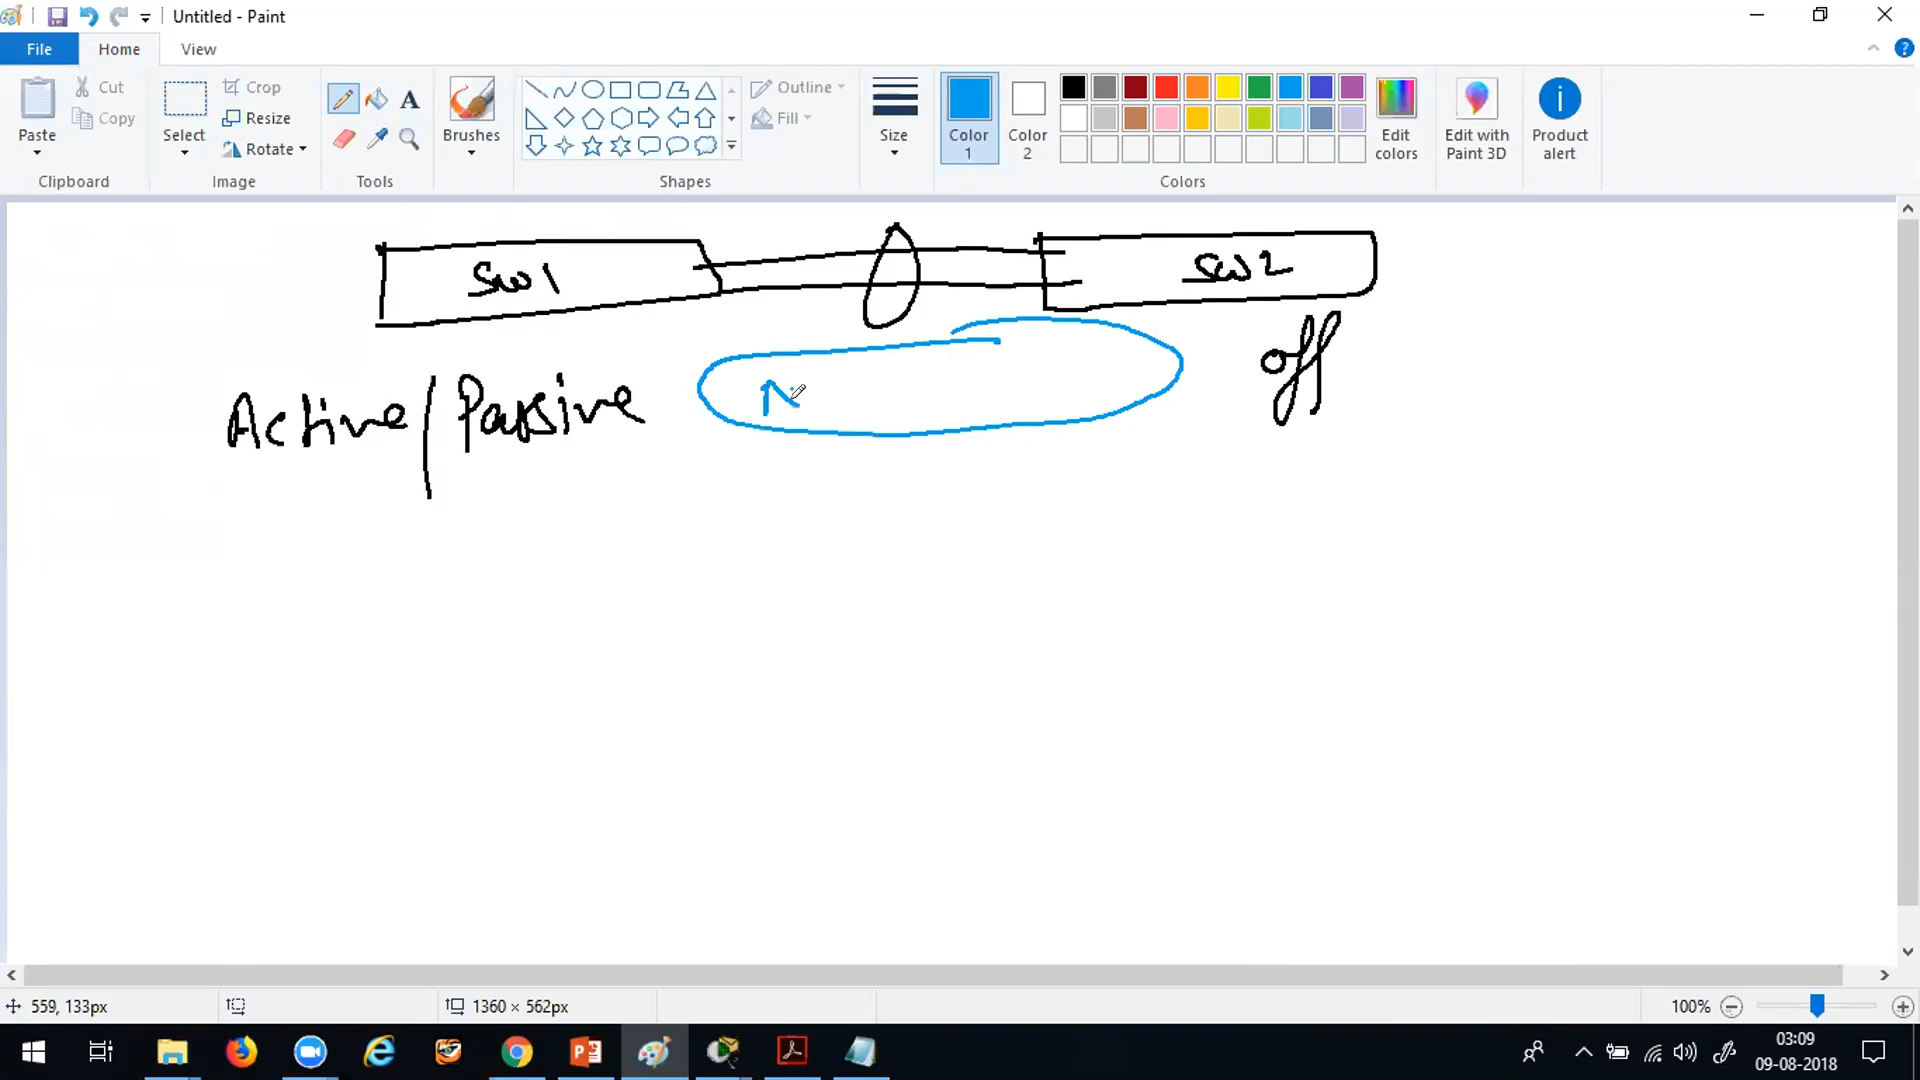 Untitled - Paint
File Home View
Cut
Copy
Paste
Clipboard
Select
Crop
Resize
Rotate
Image
Tools
A
Brushes
Shapes
Outline
Fill
Size
Color 1
Color 2
Edit colors
Edit with Paint 3D
Product alert
Colors
SW1
SW2
off
Active/Passive
N
559, 133px
1360 × 562px
100%
03:09
09-08-2018